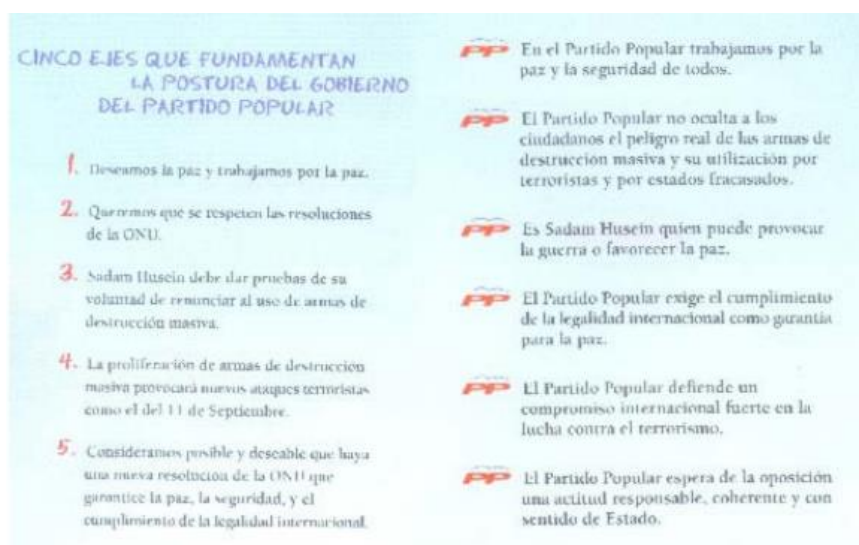 CINCO EJES QUE FUNDAMENTAN
LA POSTURA DEL GOBIERNO
DEL PARTIDO POPULAR
1. Deseamos la paz y trabajamos por la paz.
2. Queremos que se respeten las resoluciones
de la ONU.
3. Sadam Husein debe dar pruebas de su
voluntad de renunciar al uso de armas de
destrucción masiva.
4. La proliferación de armas de destrucción
masiva provocará nuevos ataques terroristas
como el del 11 de Septiembre.
5. Consideramos posible y deseable que haya
una nueva resolución de la ONU que
garantice la paz, la seguridad, y el
cumplimiento de la legalidad internacional.
PP En el Partido Popular trabajamos por la
paz y la seguridad de todos.
PP El Partido Popular no oculta a los
ciudadanos el peligro real de las armas de
destrucción masiva y su utilización por
terroristas y por estados fracasados.
PP Es Sadam Husein quien puede provocar
la guerra o favorecer la paz.
PP El Partido Popular exige el cumplimiento
de la legalidad internacional como garantía
para la paz.
PP El Partido Popular defiende un
compromiso internacional fuerte en la
lucha contra el terrorismo.
PP El Partido Popular espera de la oposición
una actitud responsable, coherente y con
sentido de Estado.